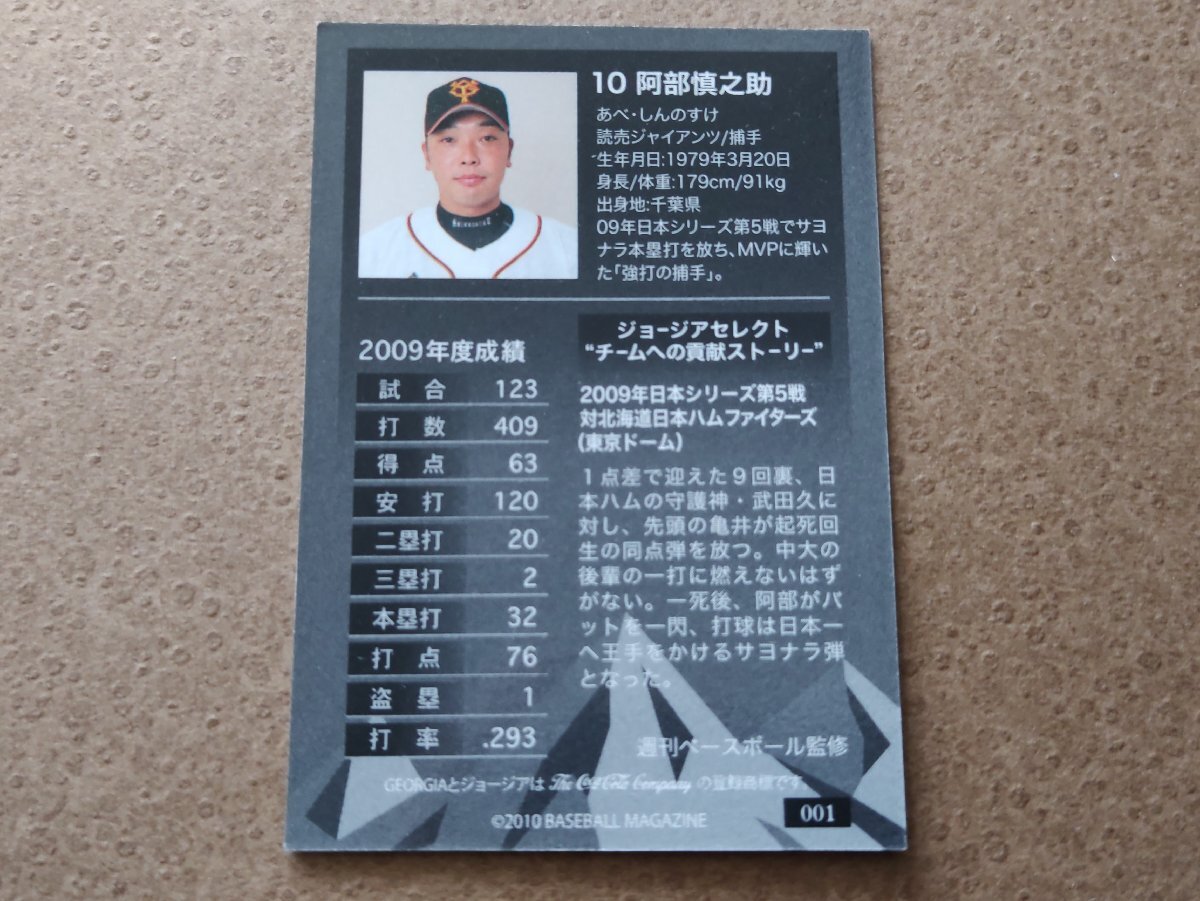 10 阿部慎之助
あべ・しんのすけ
読売ジャイアンツ/捕手
生年月日:1979年3月20日
身長/体重:179cm/91kg
出身地:千葉県
09年日本シリーズ第5戦でサヨ
ナラ本塁打を放ち、MVPに輝い
た「強打の捕手」。
2009年度成績
試合 123
打数 409
得点 63
安打 120
二塁打 20
三塁打 2
本塁打 32
打点 76
盗塁 1
打率 .293
ジョージアセレクト
“チームへの貢献ストーリー”
2009年日本シリーズ第5戦
対北海道日本ハムファイターズ
(東京ドーム)
1点差で迎えた9回裏、日
本ハムの守護神・武田久に
対し、先頭の亀井が起死回
生の同点弾を放つ。中大の
後輩の一打に燃えないはず
がない。一死後、阿部がバ
ットを一閃、打球は日本一
へ王手をかけるサヨナラ弾
となった。
週刊ベースボール監修
GEORGIAとジョージアは The Coca-Cola Company の登録商標です。
©2010 BASEBALL MAGAZINE
001